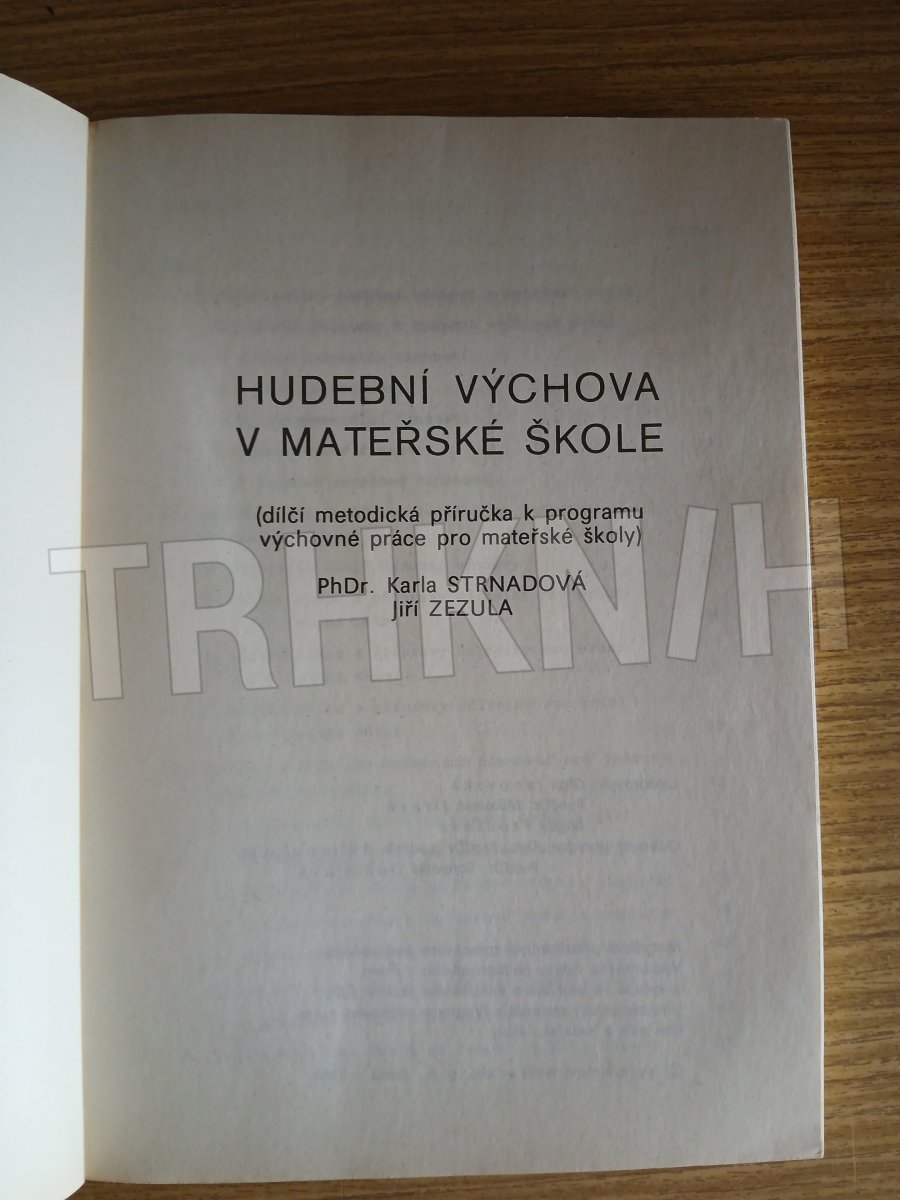 HUDEBNÍ VÝCHOVA
V MATEŘSKÉ ŠKOLE
(dílčí metodická příručka k programu
výchovné práce pro mateřské školy)
PhDr. Karla STRNADOVÁ
Jiří ZEZULA
TRHKNIH